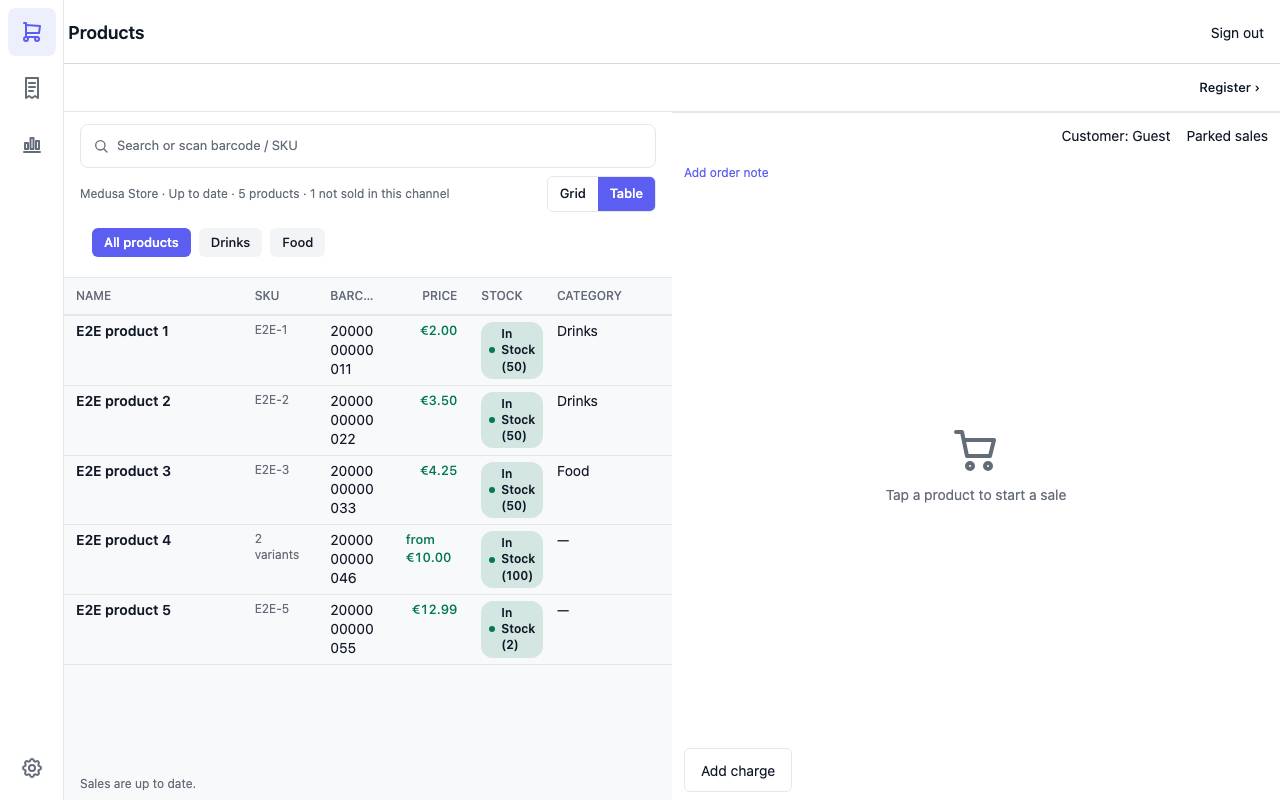 Products
Sign out
Register ›
Search or scan barcode / SKU
Medusa Store · Up to date · 5 products · 1 not sold in this channel
Grid
Table
All products
Drinks
Food
NAME
SKU
BARC...
PRICE
STOCK
CATEGORY
E2E product 1
E2E-1
20000
00000
011
€2.00
In
Stock
(50)
Drinks
E2E product 2
E2E-2
20000
00000
022
€3.50
In
Stock
(50)
Drinks
E2E product 3
E2E-3
20000
00000
033
€4.25
In
Stock
(50)
Food
E2E product 4
2
variants
20000
00000
046
from
€10.00
In
Stock
(100)
—
E2E product 5
E2E-5
20000
00000
055
€12.99
In
Stock
(2)
—
Sales are up to date.
Customer: Guest
Parked sales
Add order note
Tap a product to start a sale
Add charge